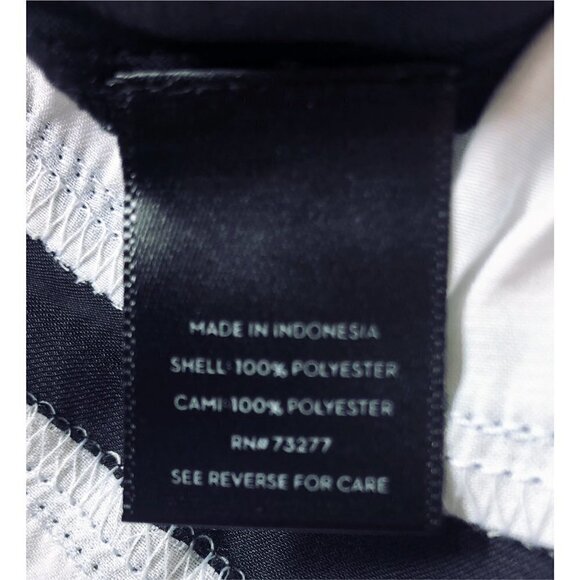 MADE IN INDONESIA
SHELL: 100% POLYESTER
CAMI: 100% POLYESTER
RN# 73277
SEE REVERSE FOR CARE